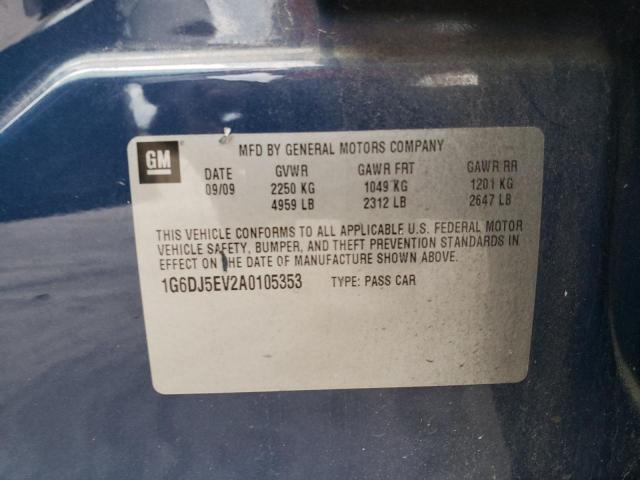 GM
MFD BY GENERAL MOTORS COMPANY
DATE GVWR GAWR FRT GAWR RR
09/09 2250 KG 1049 KG 1201 KG
4959 LB 2312 LB 2647 LB
THIS VEHICLE CONFORMS TO ALL APPLICABLE U.S. FEDERAL MOTOR
VEHICLE SAFETY, BUMPER, AND THEFT PREVENTION STANDARDS IN
EFFECT ON THE DATE OF MANUFACTURE SHOWN ABOVE.
1G6DJ5EV2A0105353 TYPE: PASS CAR